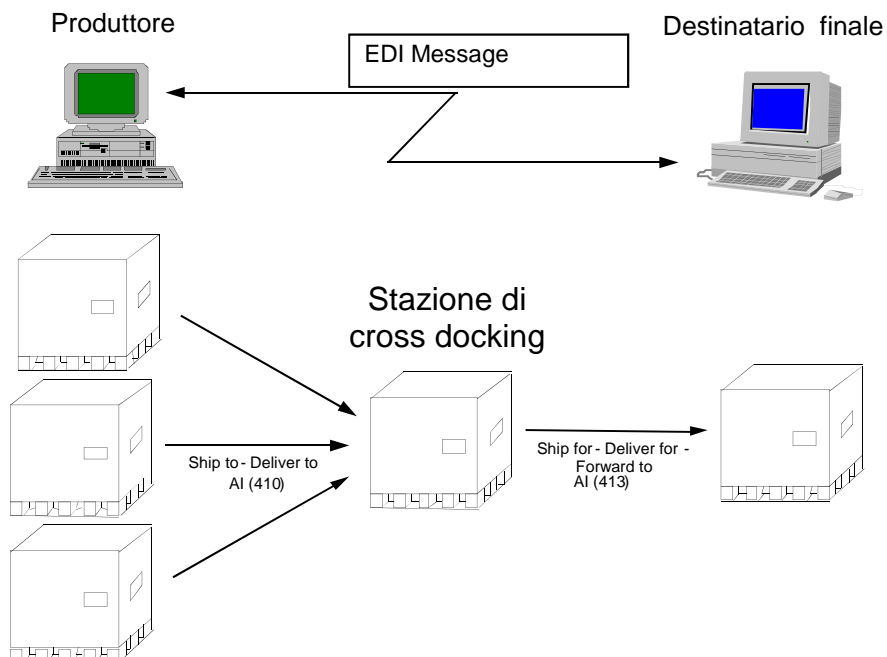 Produttore
Destinatario finale
EDI Message
Stazione di
cross docking
Ship to - Deliver to
AI (410)
Ship for - Deliver for -
Forward to
AI (413)